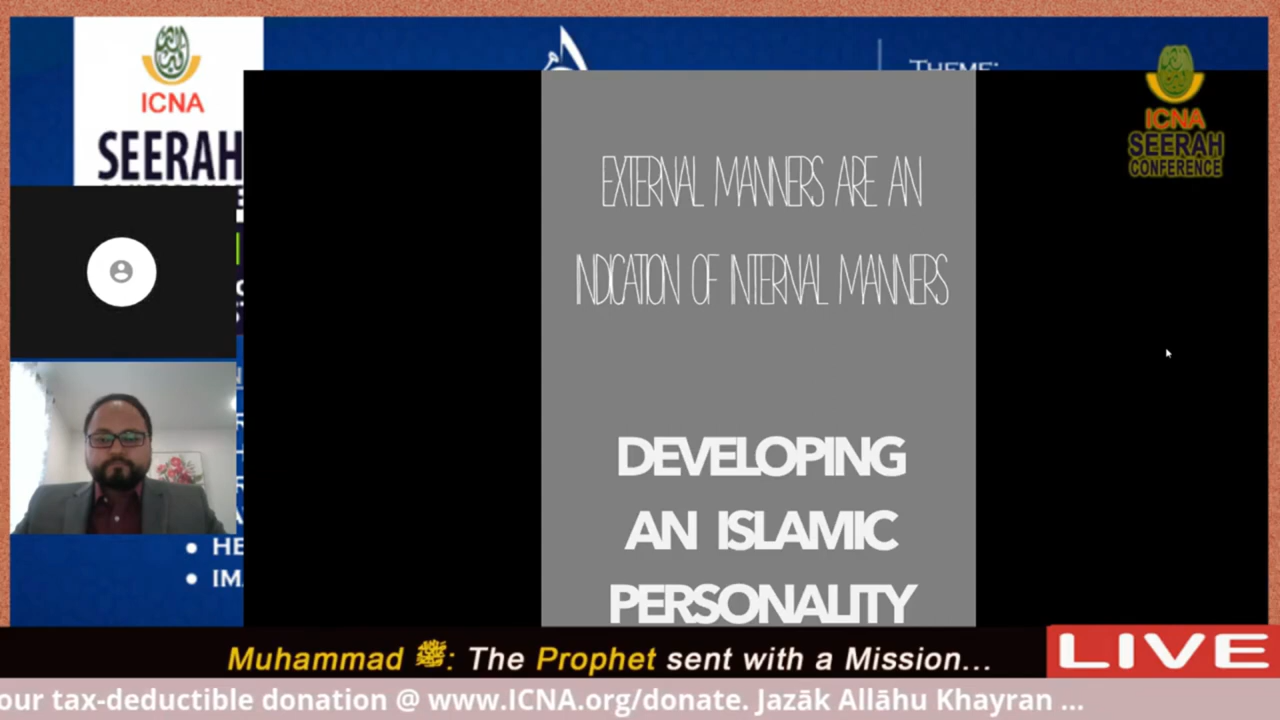 ICNA
SEERAH
THEME:
ICNA
SEERAH
CONFERENCE
EXTERNAL MANNERS ARE AN
INDICATION OF INTERNAL MANNERS
DEVELOPING
AN ISLAMIC
PERSONALITY
HE
IM
Muhammad ﷺ: The Prophet sent with a Mission...
LIVE
our tax-deductible donation @ www.ICNA.org/donate. Jazāk Allāhu Khayran ...